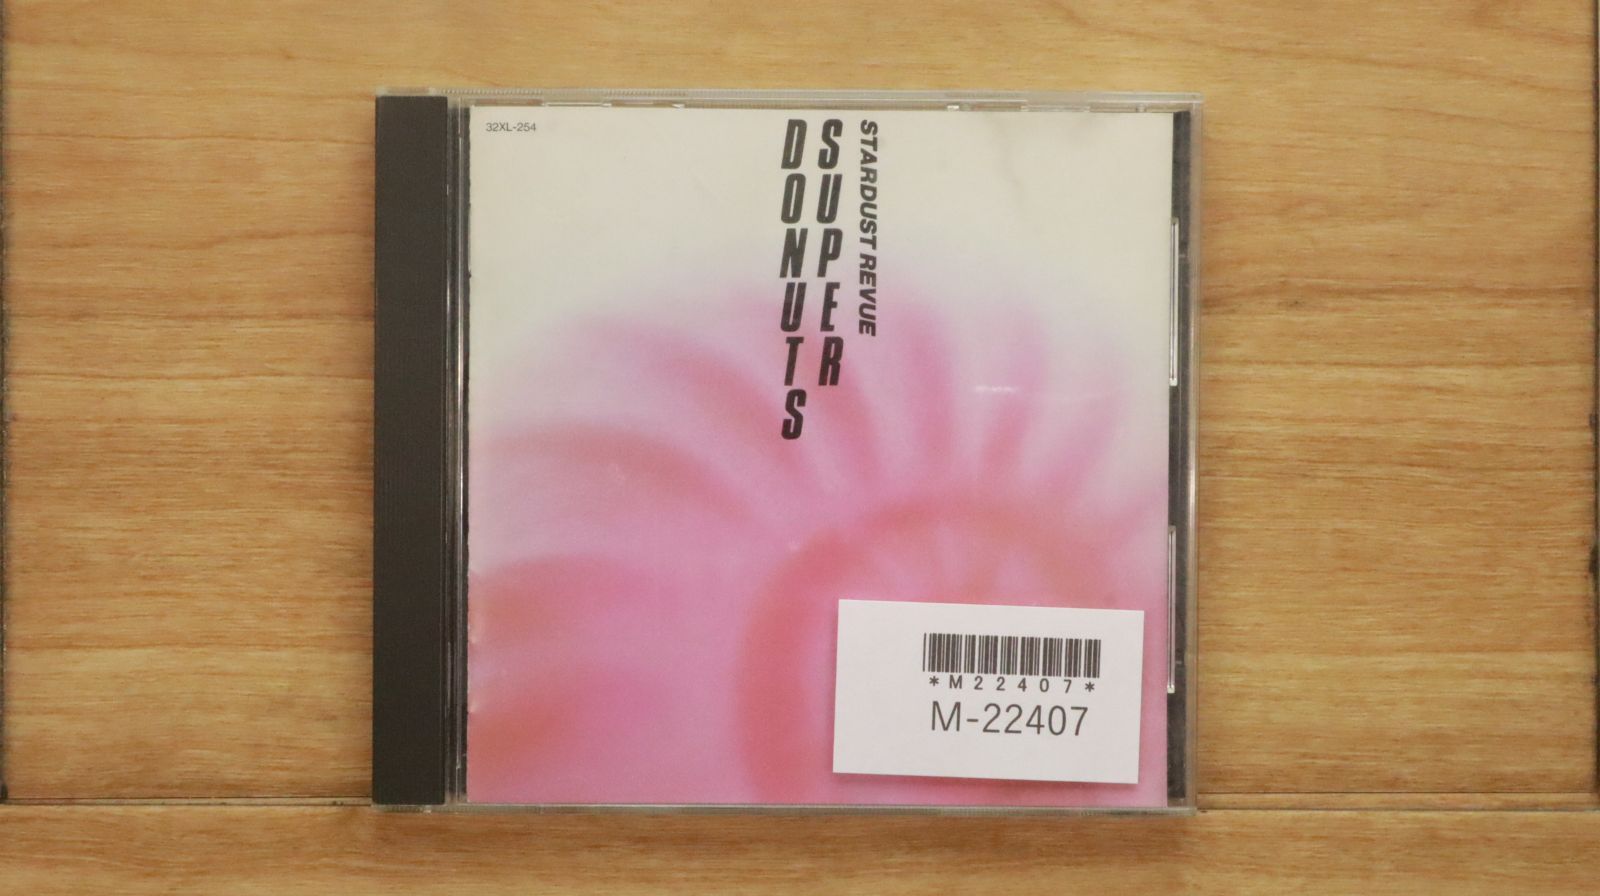 32XL-254
STARDUST REVUE
SUPER
DONUTS
*M22407*
M-22407